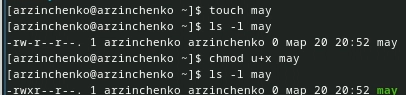 [arzinchenko@arzinchenko ~]$ touch may
[arzinchenko@arzinchenko ~]$ ls -l may
-rw-r--r--. 1 arzinchenko arzinchenko 0 мар 20 20:52 may
[arzinchenko@arzinchenko ~]$ chmod u+x may
[arzinchenko@arzinchenko ~]$ ls -l may
-rwxr--r--. 1 arzinchenko arzinchenko 0 мар 20 20:52 may